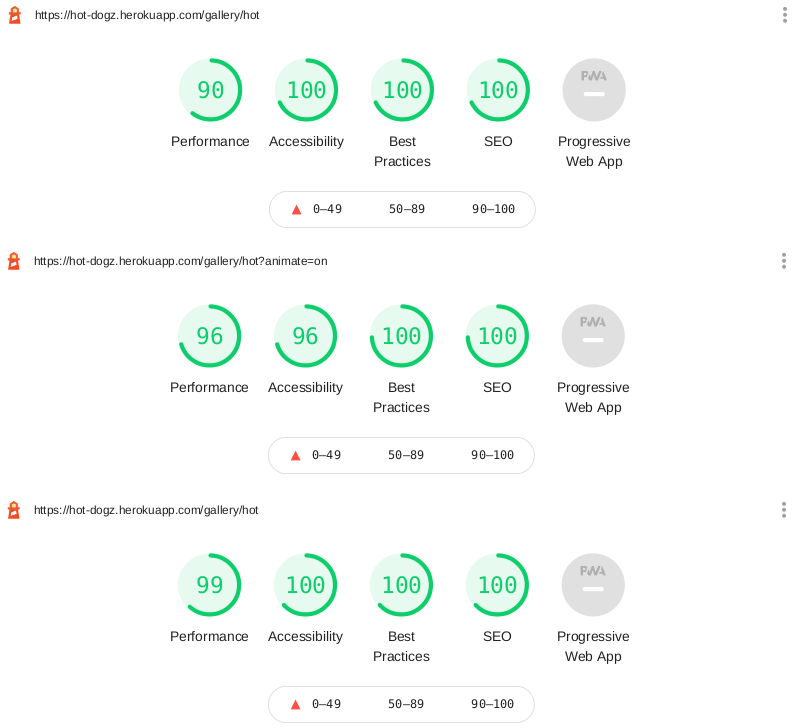 https://hot-dogz.herokuapp.com/gallery/hot
90 100 100 100 PWA
Performance Accessibility Best Practices SEO Progressive Web App
0–49 50–89 90–100
https://hot-dogz.herokuapp.com/gallery/hot?animate=on
96 96 100 100 PWA
Performance Accessibility Best Practices SEO Progressive Web App
0–49 50–89 90–100
https://hot-dogz.herokuapp.com/gallery/hot
99 100 100 100 PWA
Performance Accessibility Best Practices SEO Progressive Web App
0–49 50–89 90–100